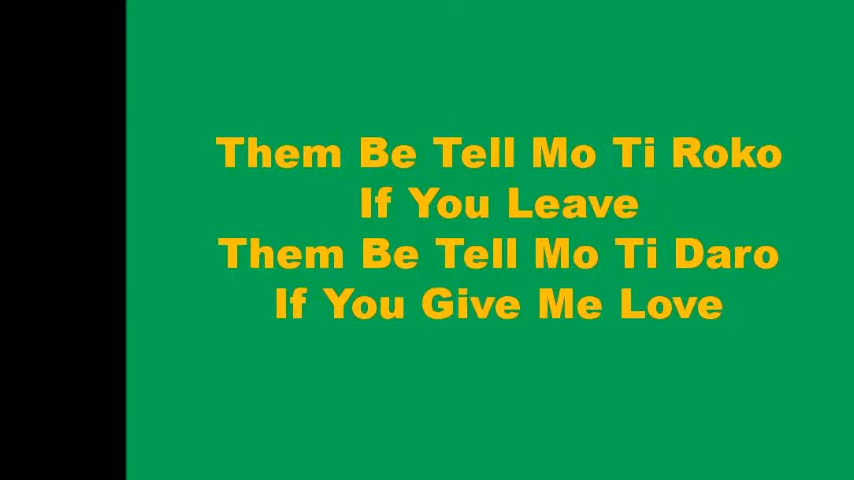 Them Be Tell Mo Ti Roko
If You Leave
Them Be Tell Mo Ti Daro
If You Give Me Love